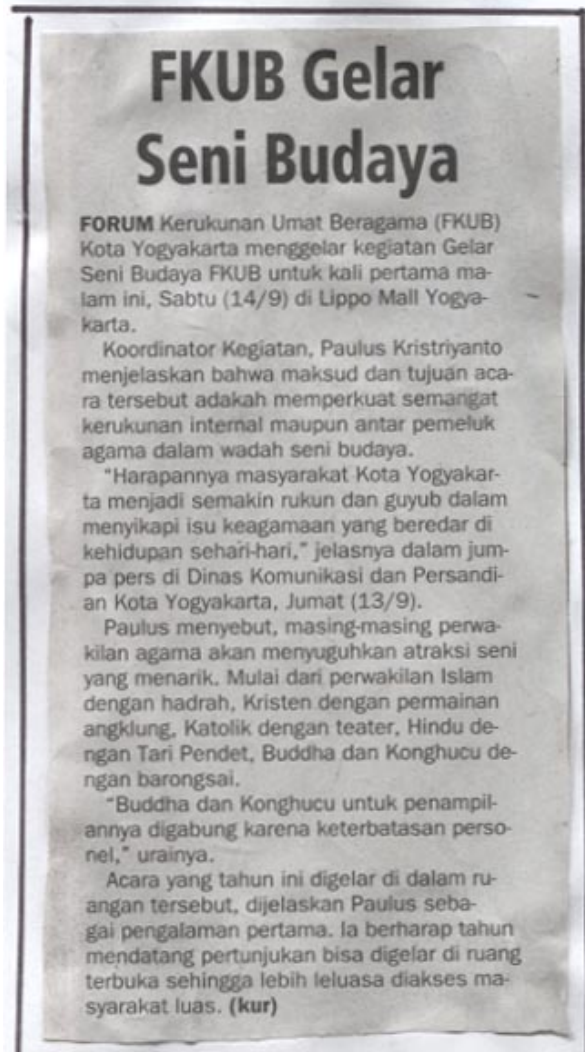 FKUB Gelar
Seni Budaya
FORUM Kerukunan Umat Beragama (FKUB)
Kota Yogyakarta menggelar kegiatan Gelar
Seni Budaya FKUB untuk kali pertama ma-
lam ini, Sabtu (14/9) di Lippo Mall Yogya-
karta.
Koordinator Kegiatan, Paulus Kristriyanto
menjelaskan bahwa maksud dan tujuan aca-
ra tersebut adakah memperkuat semangat
kerukunan internal maupun antar pemeluk
agama dalam wadah seni budaya.
"Harapannya masyarakat Kota Yogyakar-
ta menjadi semakin rukun dan guyub dalam
menyikapi isu keagamaan yang beredar di
kehidupan sehari-hari," jelasnya dalam jum-
pa pers di Dinas Komunikasi dan Persandi-
an Kota Yogyakarta, Jumat (13/9).
Paulus menyebut, masing-masing perwa-
kilan agama akan menyuguhkan atraksi seni
yang menarik. Mulai dari perwakilan Islam
dengan hadrah, Kristen dengan permainan
angklung, Katolik dengan teater, Hindu de-
ngan Tari Pendet, Buddha dan Konghucu de-
ngan barongsai.
"Buddha dan Konghucu untuk penampil-
annya digabung karena keterbatasan perso-
nel," urainya.
Acara yang tahun ini digelar di dalam ru-
angan tersebut, dijelaskan Paulus seba-
gai pengalaman pertama. Ia berharap tahun
mendatang pertunjukan bisa digelar di ruang
terbuka sehingga lebih leluasa diakses ma-
syarakat luas. (kur)